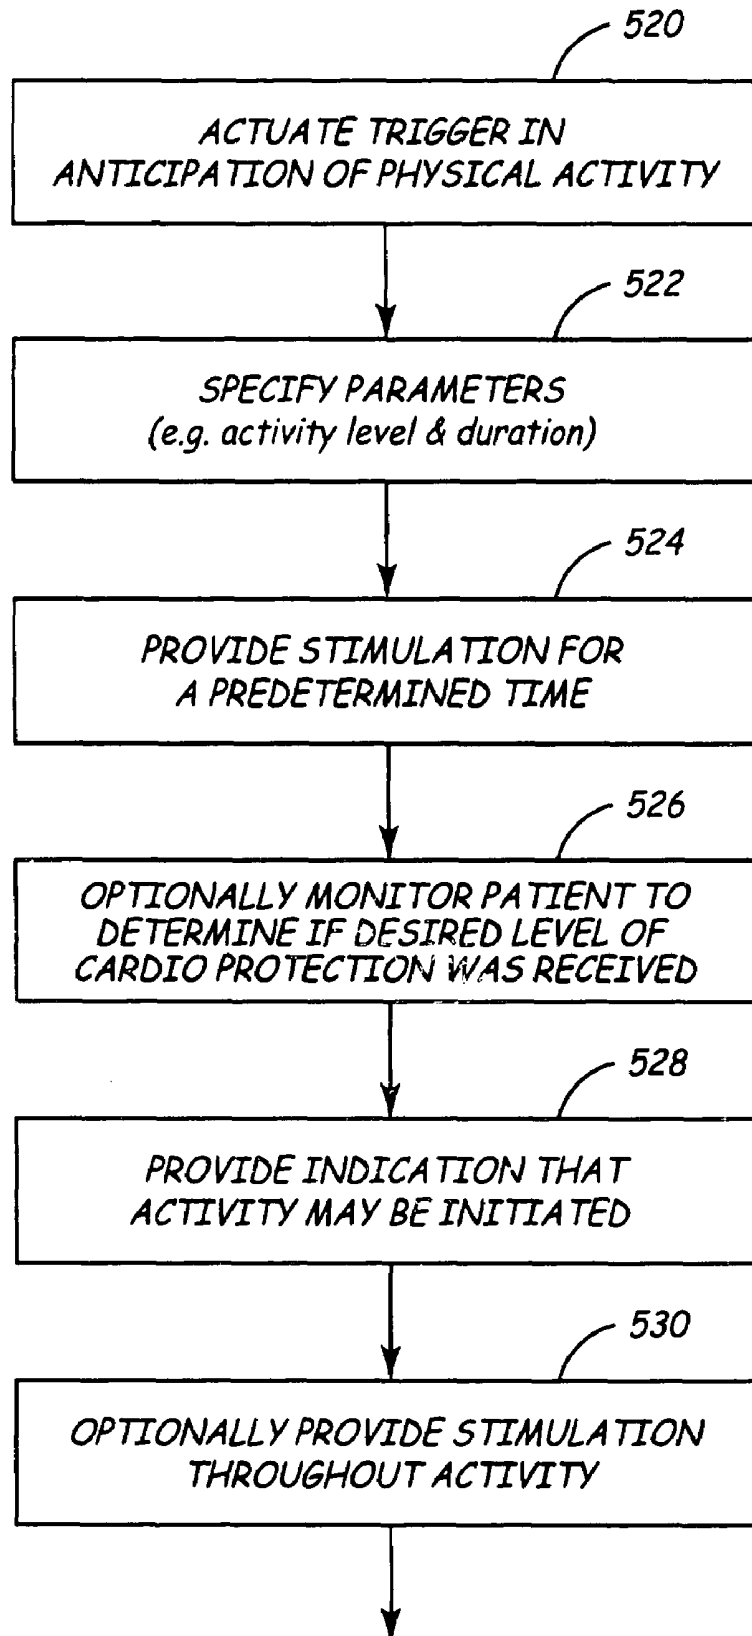 520
ACTUATE TRIGGER IN
ANTICIPATION OF PHYSICAL ACTIVITY
522
SPECIFY PARAMETERS
(e.g. activity level & duration)
524
PROVIDE STIMULATION FOR
A PREDETERMINED TIME
526
OPTIONALLY MONITOR PATIENT TO
DETERMINE IF DESIRED LEVEL OF
CARDIO PROTECTION WAS RECEIVED
528
PROVIDE INDICATION THAT
ACTIVITY MAY BE INITIATED
530
OPTIONALLY PROVIDE STIMULATION
THROUGHOUT ACTIVITY